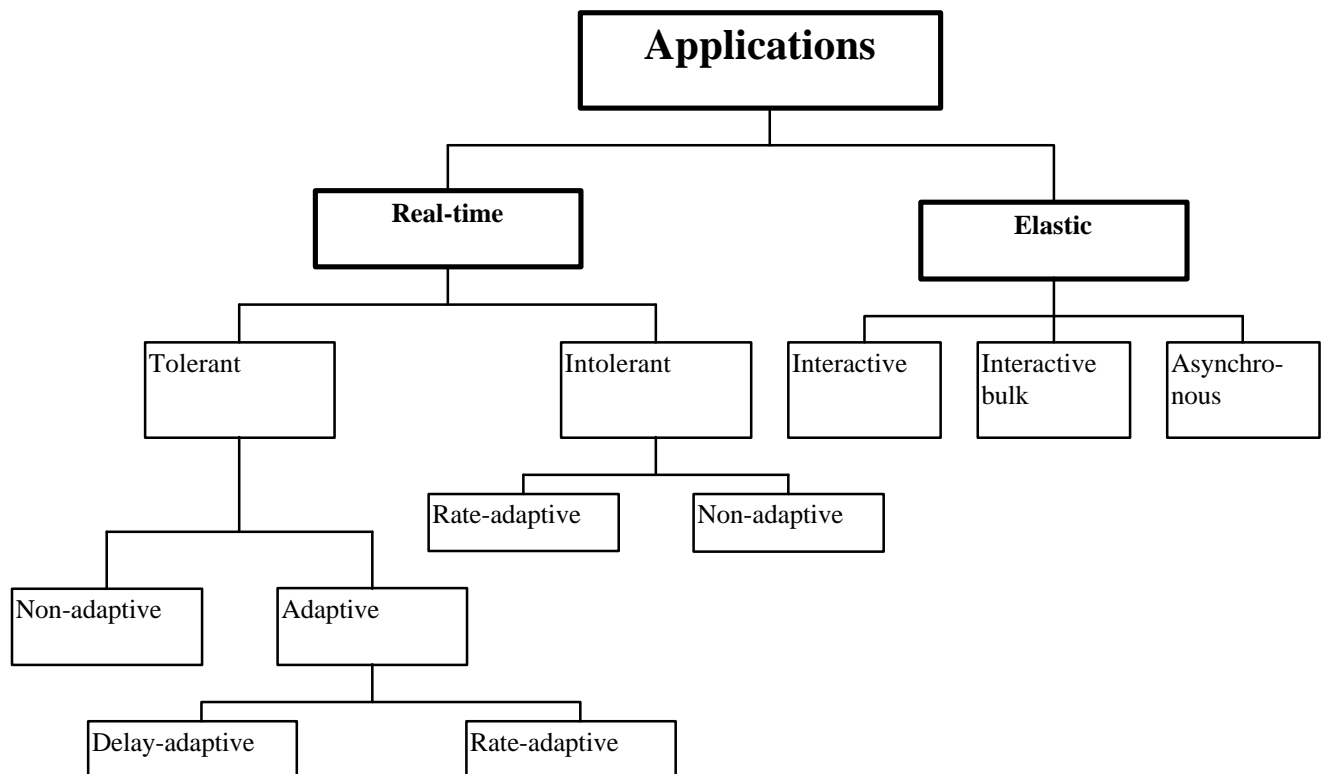 Applications
Real-time
Elastic
Tolerant
Intolerant
Interactive
Interactive
bulk
Asynchro-
nous
Rate-adaptive
Non-adaptive
Non-adaptive
Adaptive
Delay-adaptive
Rate-adaptive